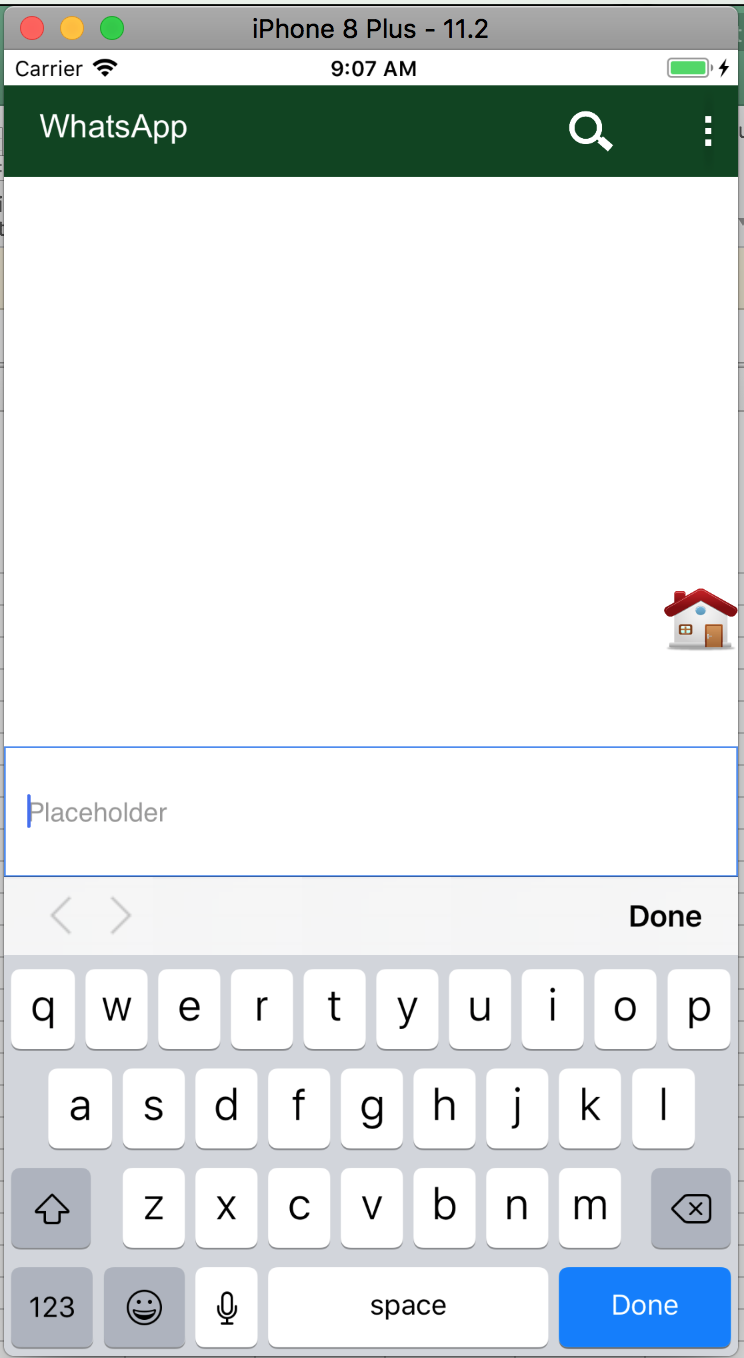 iPhone 8 Plus - 11.2
Carrier 9:07 AM
WhatsApp
Placeholder
Done
q w e r t y u i o p
a s d f g h j k l
z x c v b n m
123 space Done